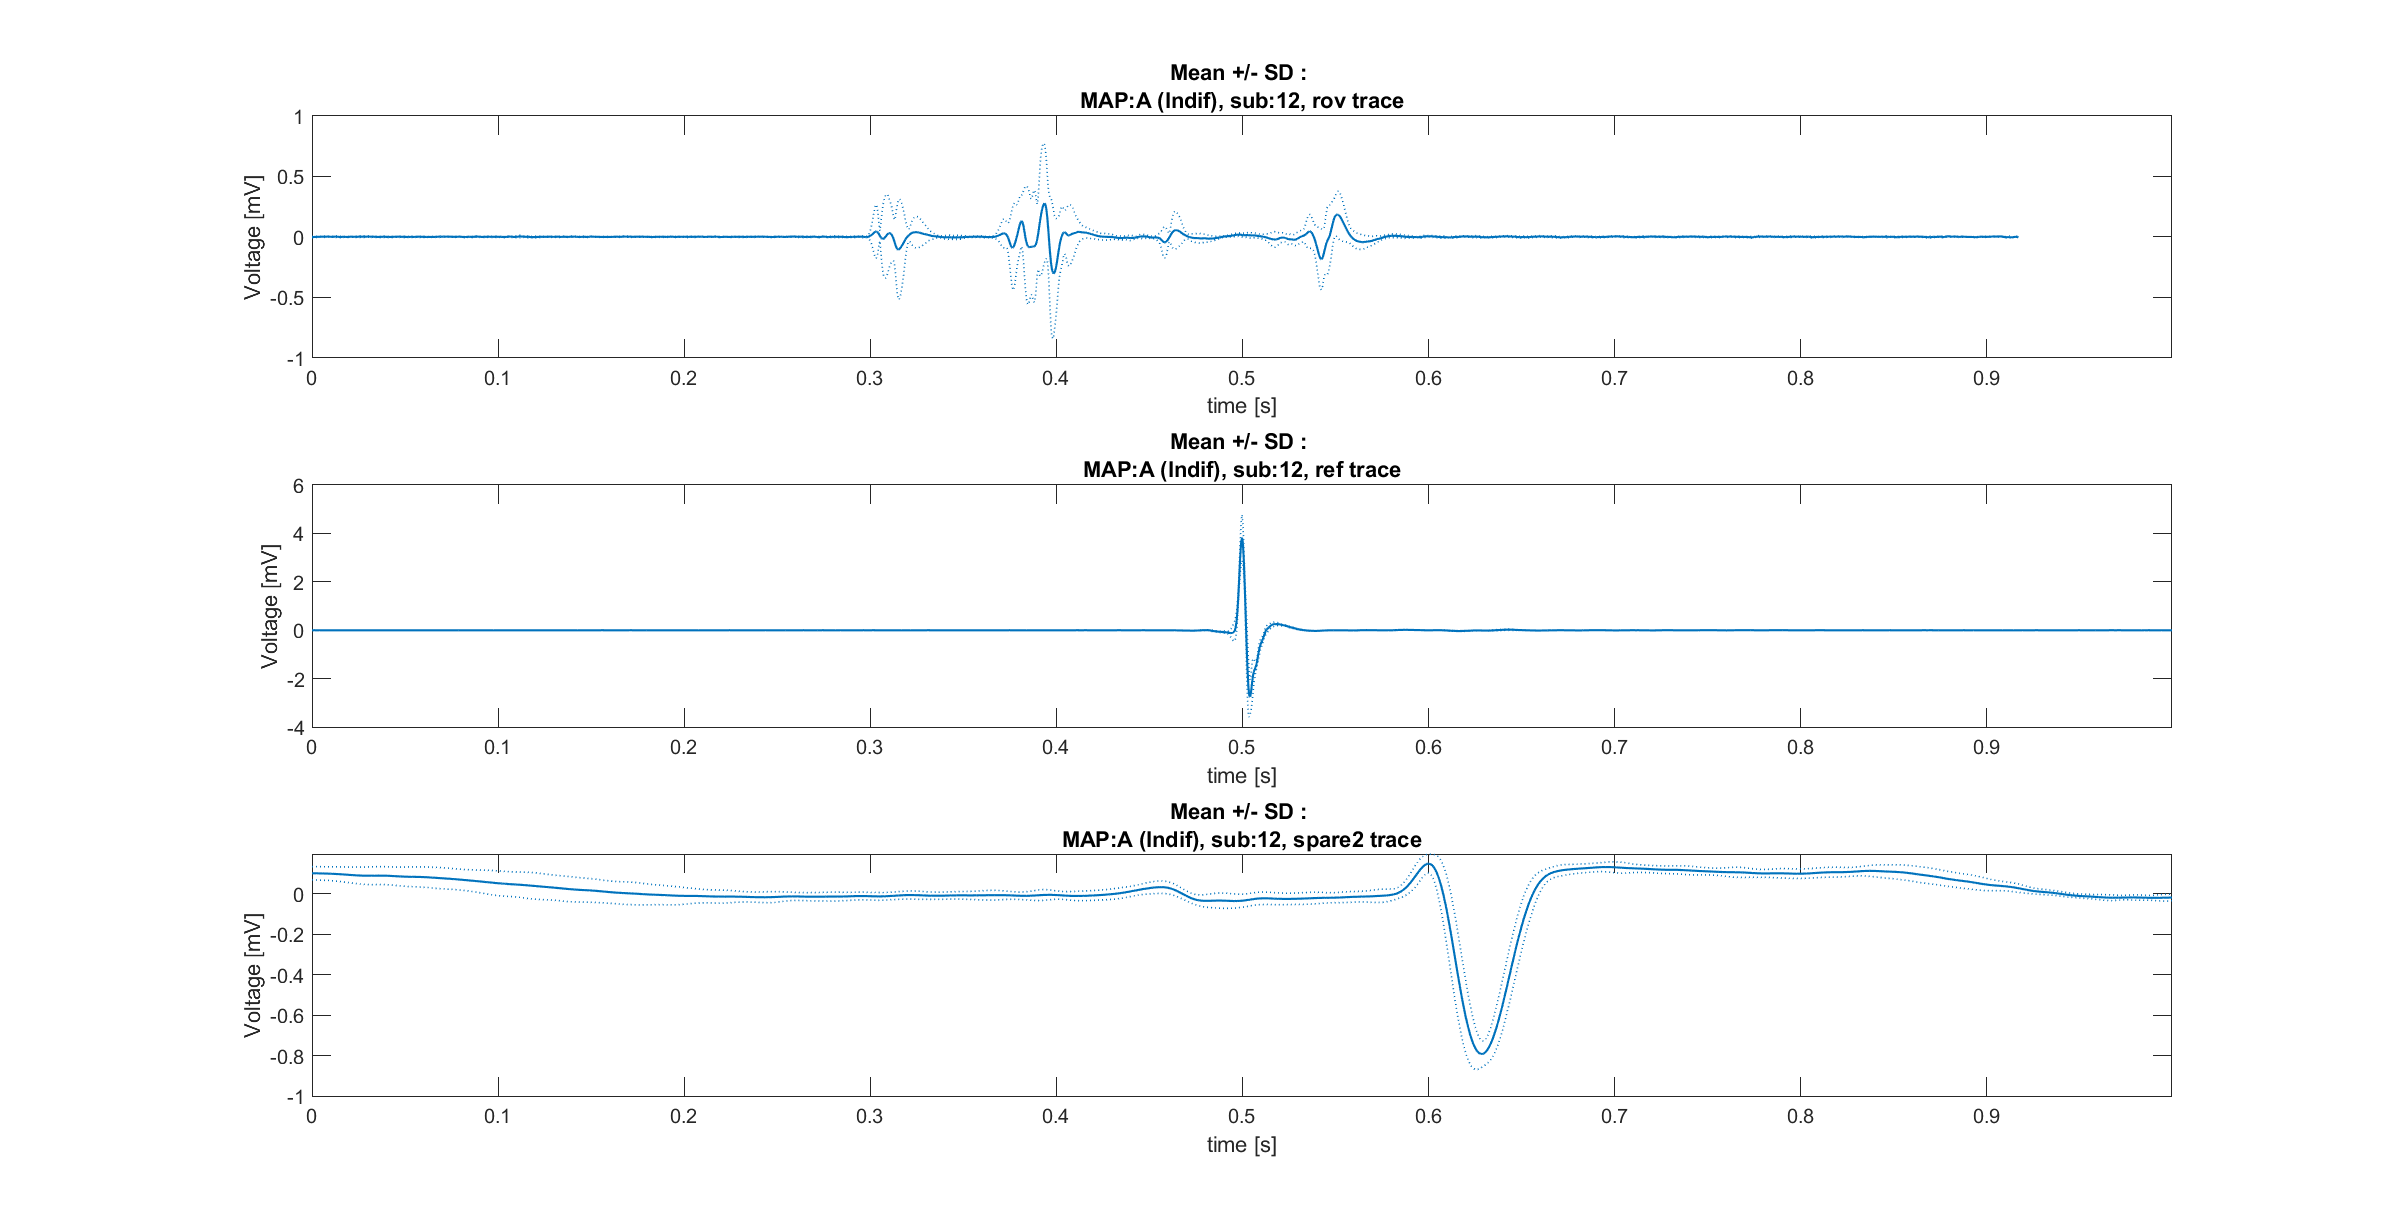 Mean +/- SD :
MAP:A (Indif), sub:12, rov trace
1
0.5
0
-0.5
-1
Voltage [mV]
0 0.1 0.2 0.3 0.4 0.5 0.6 0.7 0.8 0.9
time [s]
Mean +/- SD :
MAP:A (Indif), sub:12, ref trace
6
4
2
0
-2
-4
Voltage [mV]
0 0.1 0.2 0.3 0.4 0.5 0.6 0.7 0.8 0.9
time [s]
Mean +/- SD :
MAP:A (Indif), sub:12, spare2 trace
0
-0.2
-0.4
-0.6
-0.8
-1
Voltage [mV]
0 0.1 0.2 0.3 0.4 0.5 0.6 0.7 0.8 0.9
time [s]